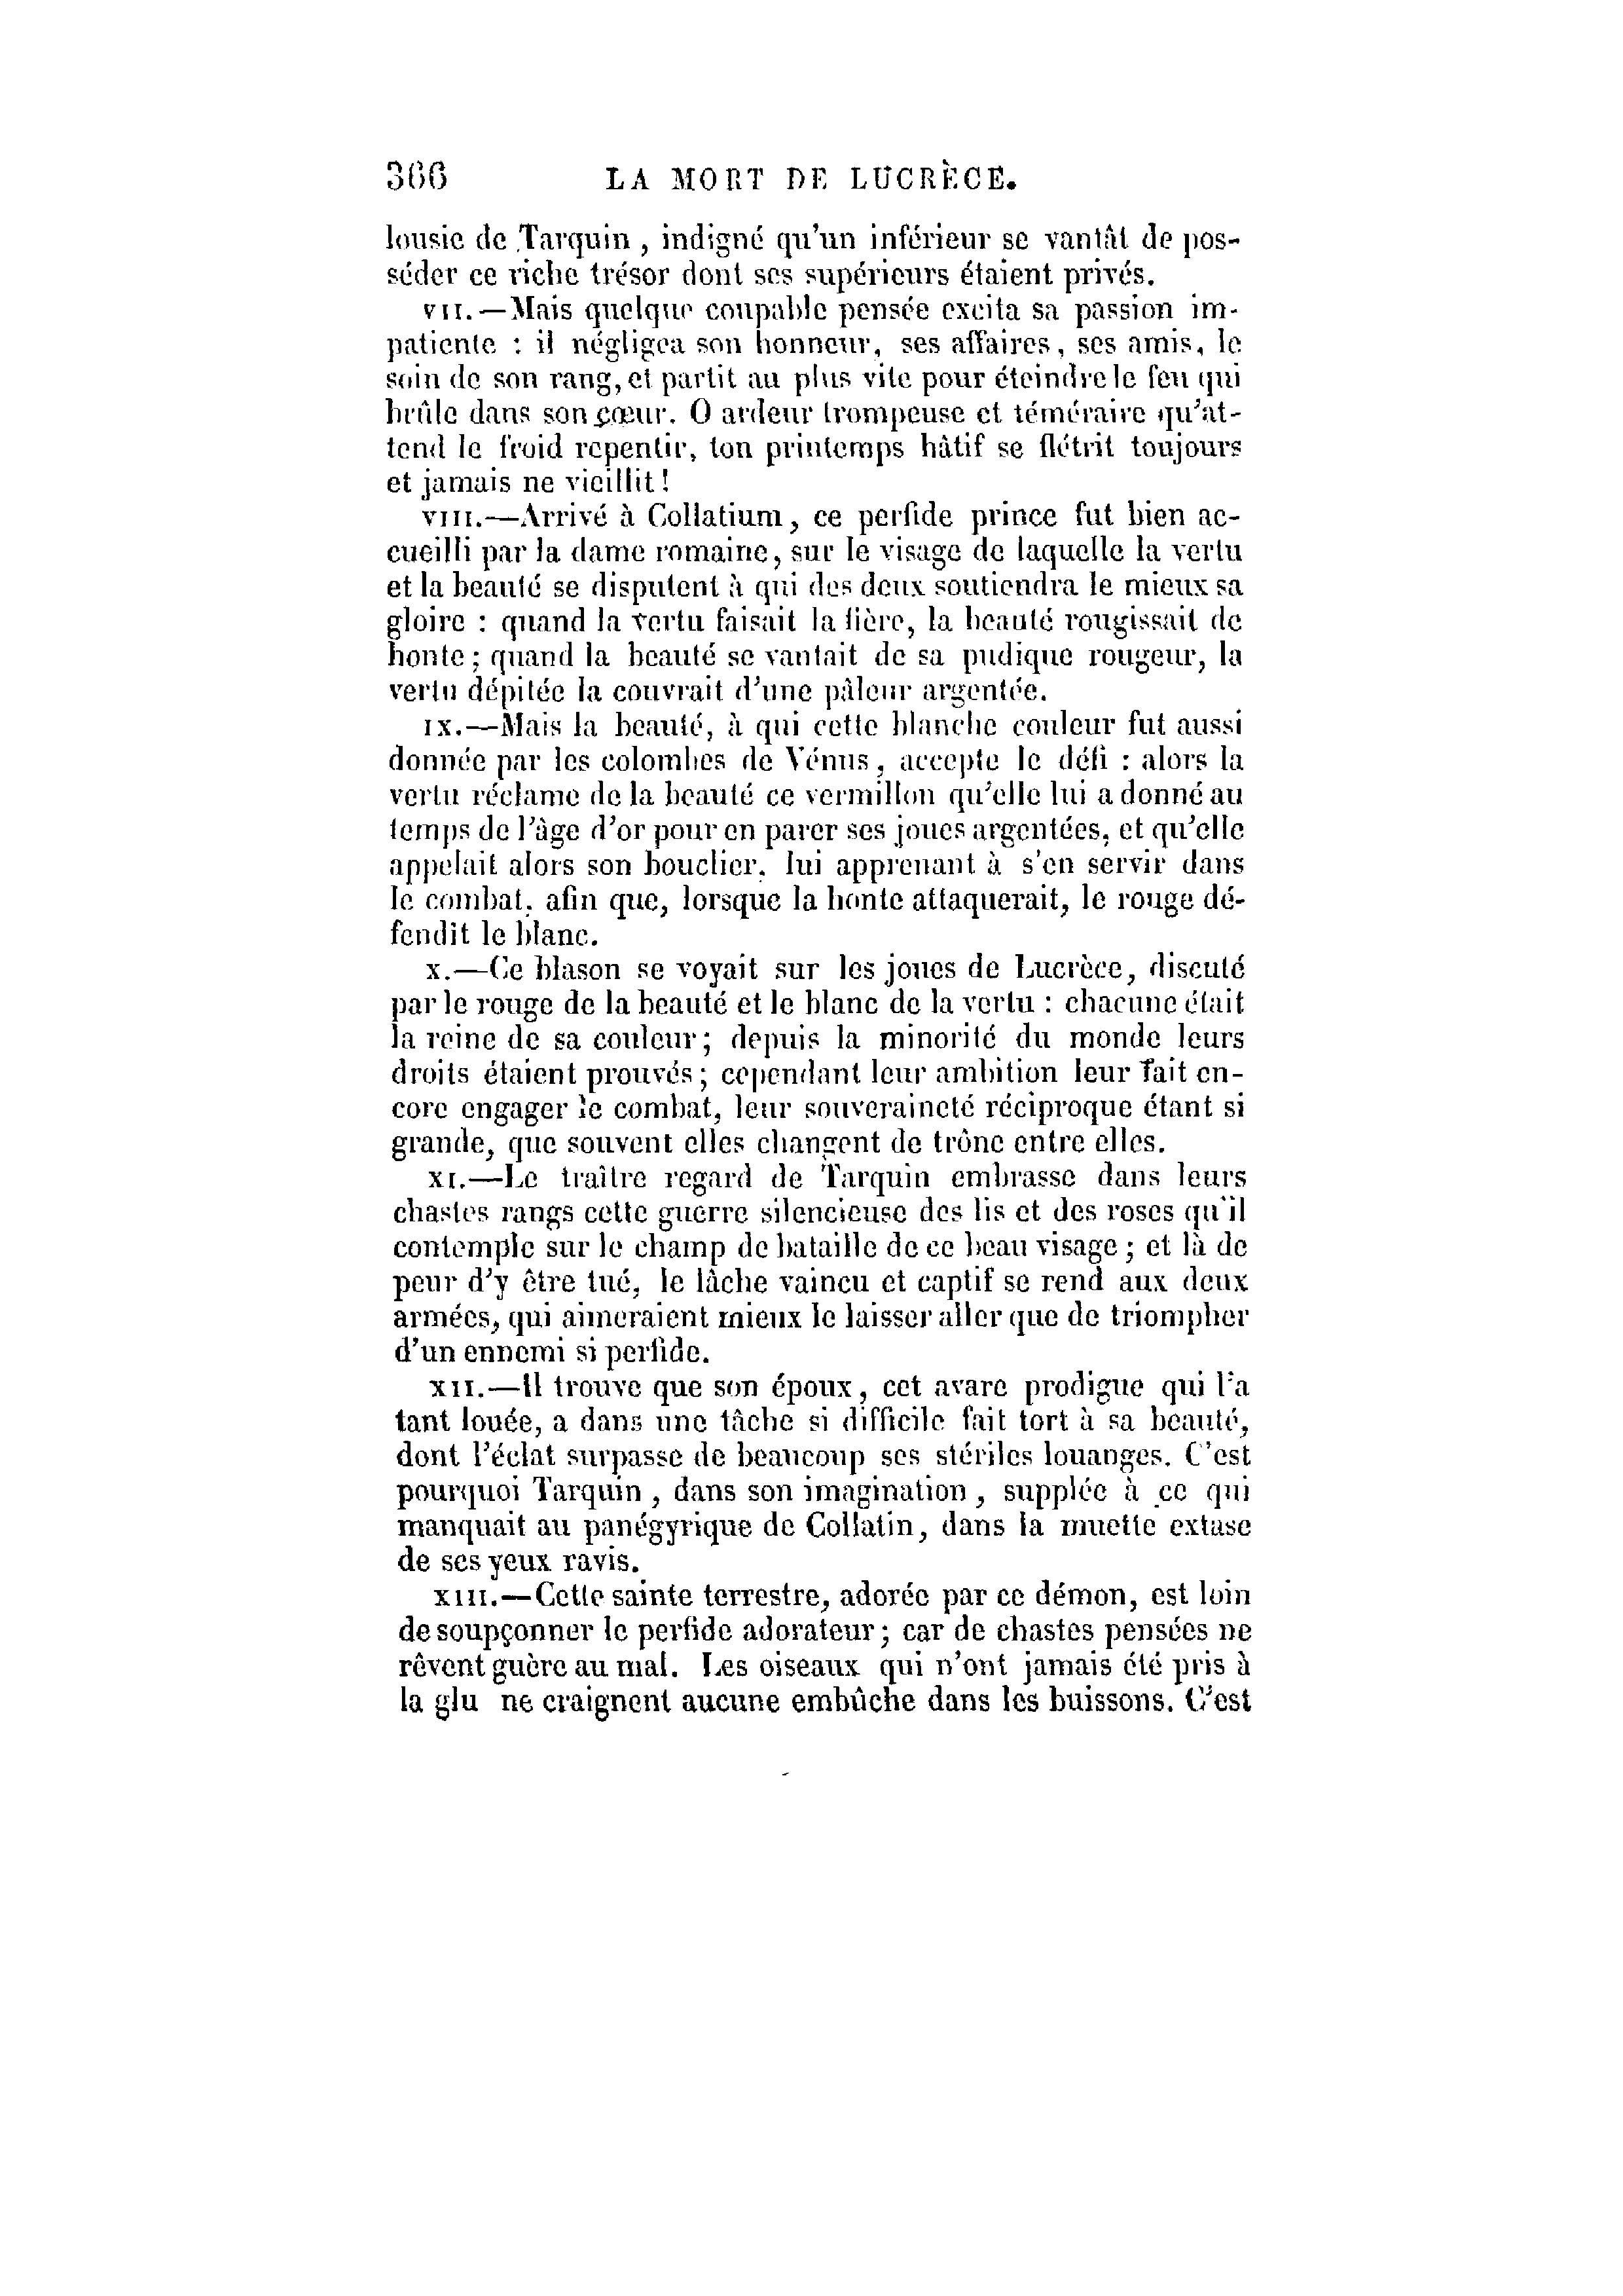 366 LA MORT DE LUCRÈCE.
lousie de Tarquin, indigné qu'un inférieur se vantât de pos-
séder ce riche trésor dont ses supérieurs étaient privés.
VII.—Mais quelque coupable pensée excita sa passion im-
patiente : il négligea son honneur, ses affaires, ses amis, le
soin de son rang, et partit au plus vite pour éteindre le feu qui
brûle dans son cœur. O ardeur trompeuse et téméraire qu'at-
tend le froid repentir, ton printemps hâtif se flétrit toujours
et jamais ne vieillit !
VIII.—Arrivé à Collatium, ce perfide prince fut bien ac-
cueilli par la dame romaine, sur le visage de laquelle la vertu
et la beauté se disputent à qui des deux soutiendra le mieux sa
gloire : quand la vertu faisait la fière, la beauté rougissait de
honte ; quand la beauté se vantait de sa pudique rougeur, la
vertu dépitée la couvrait d'une pâleur argentée.
IX.—Mais la beauté, à qui cette blanche couleur fut aussi
donnée par les colombes de Vénus, accepte le défi : alors la
vertu réclame de la beauté ce vermillon qu'elle lui a donné au
temps de l'âge d'or pour en parer ses joues argentées, et qu'elle
appelait alors son bouclier, lui apprenant à s'en servir dans
le combat, afin que, lorsque la honte attaquerait, le rouge dé-
fendit le blanc.
X.—Ce blason se voyait sur les joues de Lucrèce, discuté
par le rouge de la beauté et le blanc de la vertu : chacune était
la reine de sa couleur ; depuis la minorité du monde leurs
droits étaient prouvés ; cependant leur ambition leur fait en-
core engager le combat, leur souveraineté réciproque étant si
grande, que souvent elles changent de trône entre elles.
XI.—Le traître regard de Tarquin embrasse dans leurs
chastes rangs cette guerre silencieuse des lis et des roses qu'il
contemple sur le champ de bataille de ce beau visage ; et là de
peur d'y être tué, le lâche vaincu et captif se rend aux deux
armées, qui aimeraient mieux le laisser aller que de triompher
d'un ennemi si perfide.
XII.—Il trouve que son époux, cet avare prodigue qui l'a
tant louée, a dans une tâche si difficile fait tort à sa beauté,
dont l'éclat surpasse de beaucoup ses stériles louanges. C'est
pourquoi Tarquin, dans son imagination, supplée à ce qui
manquait au panégyrique de Collatin, dans la muette extase
de ses yeux ravis.
XIII.—Cette sainte terrestre, adorée par ce démon, est loin
de soupçonner le perfide adorateur ; car de chastes pensées ne
rêvent guère au mal. Les oiseaux qui n'ont jamais été pris à
la glu ne craignent aucune embûche dans les buissons. C'est